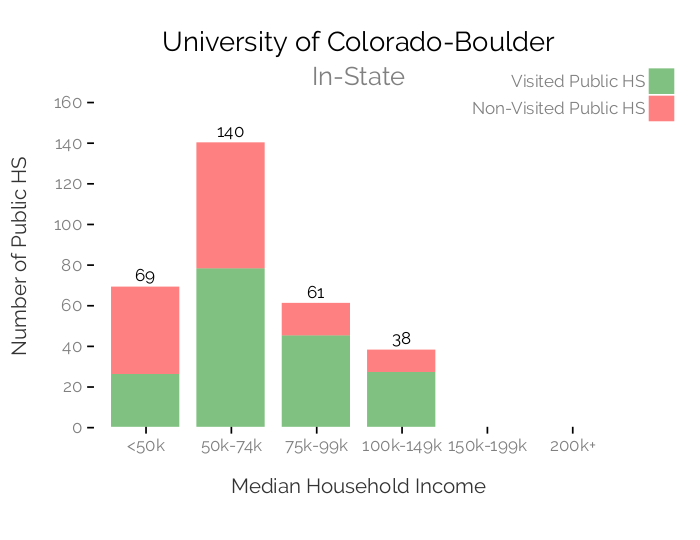 University of Colorado-Boulder
In-State
Visited Public HS
Non-Visited Public HS
Number of Public HS
160
140
120
100
80
60
40
20
0
69
140
61
38
<50k 50k-74k 75k-99k 100k-149k 150k-199k 200k+
Median Household Income